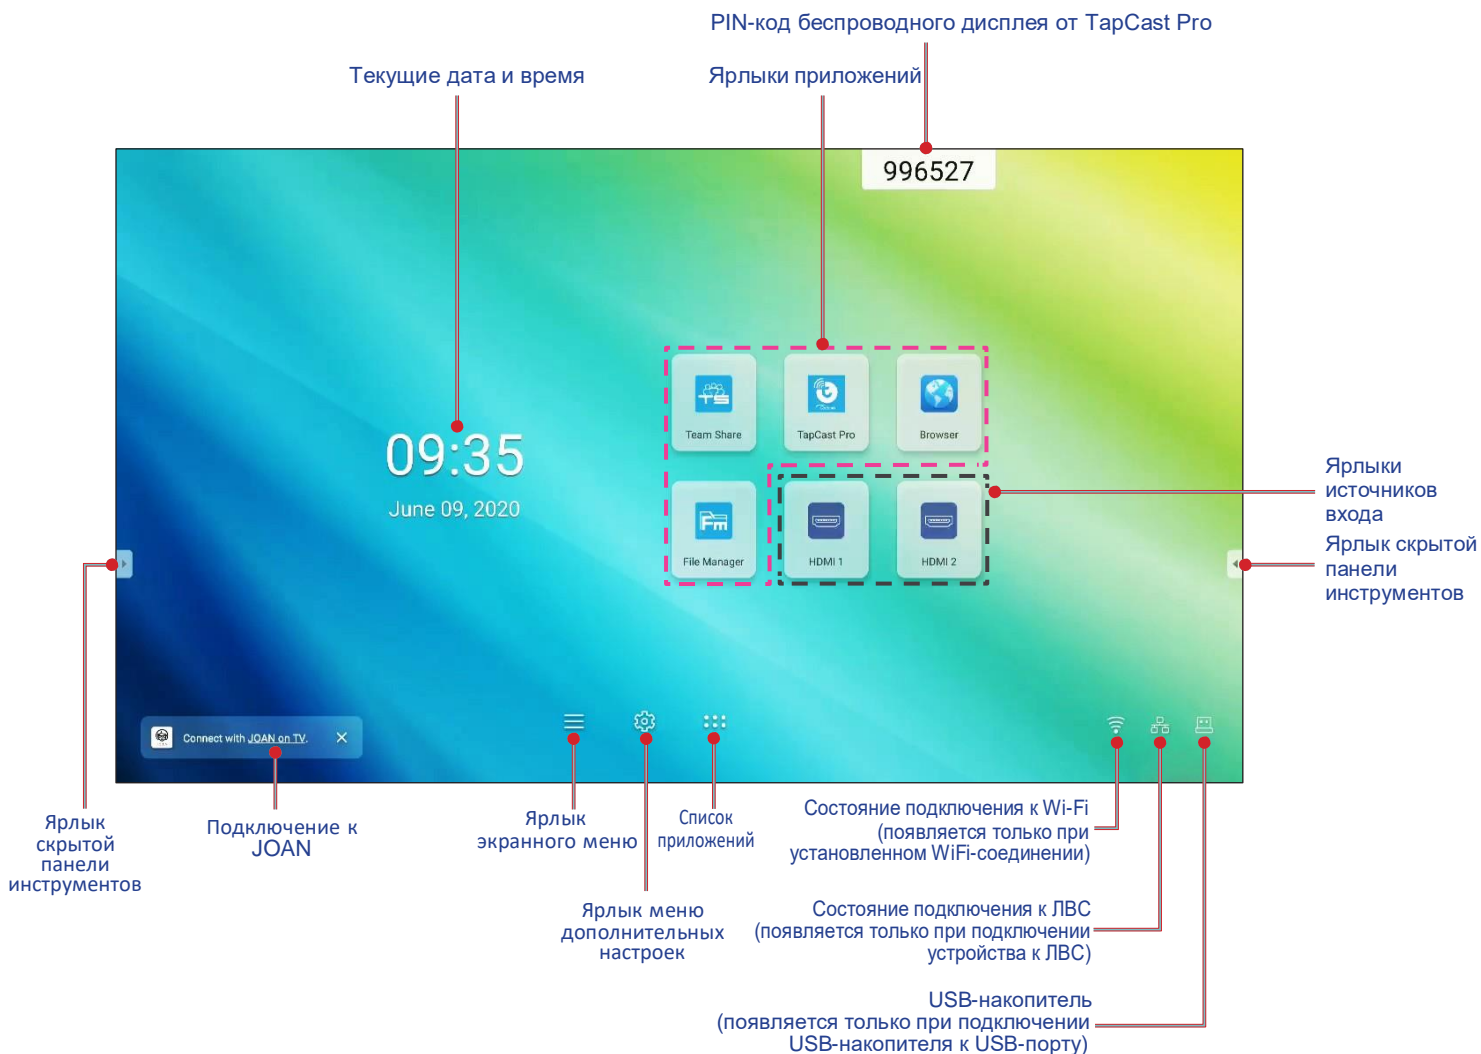 PIN-код беспроводного дисплея от TapCast Pro
Текущие дата и время
Ярлыки приложений
996527
Team Share
TapCast Pro
Browser
09:35
June 09, 2020
File Manager
HDMI 1
HDMI 2
Ярлыки
источников
входа
Ярлык скрытой
панели
инструментов
Connect with JOAN on TV.
Ярлык
скрытой
панели
инструментов
Подключение к
JOAN
Ярлык
экранного меню
Список
приложений
Ярлык меню
дополнительных
настроек
Состояние подключения к Wi-Fi
(появляется только при
установленном WiFi-соединении)
Состояние подключения к ЛВС
(появляется только при подключении
устройства к ЛВС)
USB-накопитель
(появляется только при подключении
USB-накопителя к USB-порту)